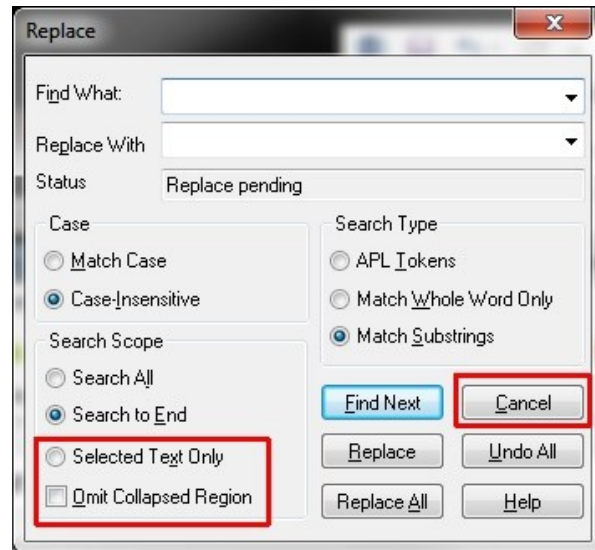 Replace
Find What:
Replace With
Status Replace pending
Case
Match Case
Case-Insensitive
Search Type
APL Tokens
Match Whole Word Only
Match Substrings
Search Scope
Search All
Search to End
Selected Text Only
Omit Collapsed Region
Find Next Cancel
Replace Undo All
Replace All Help